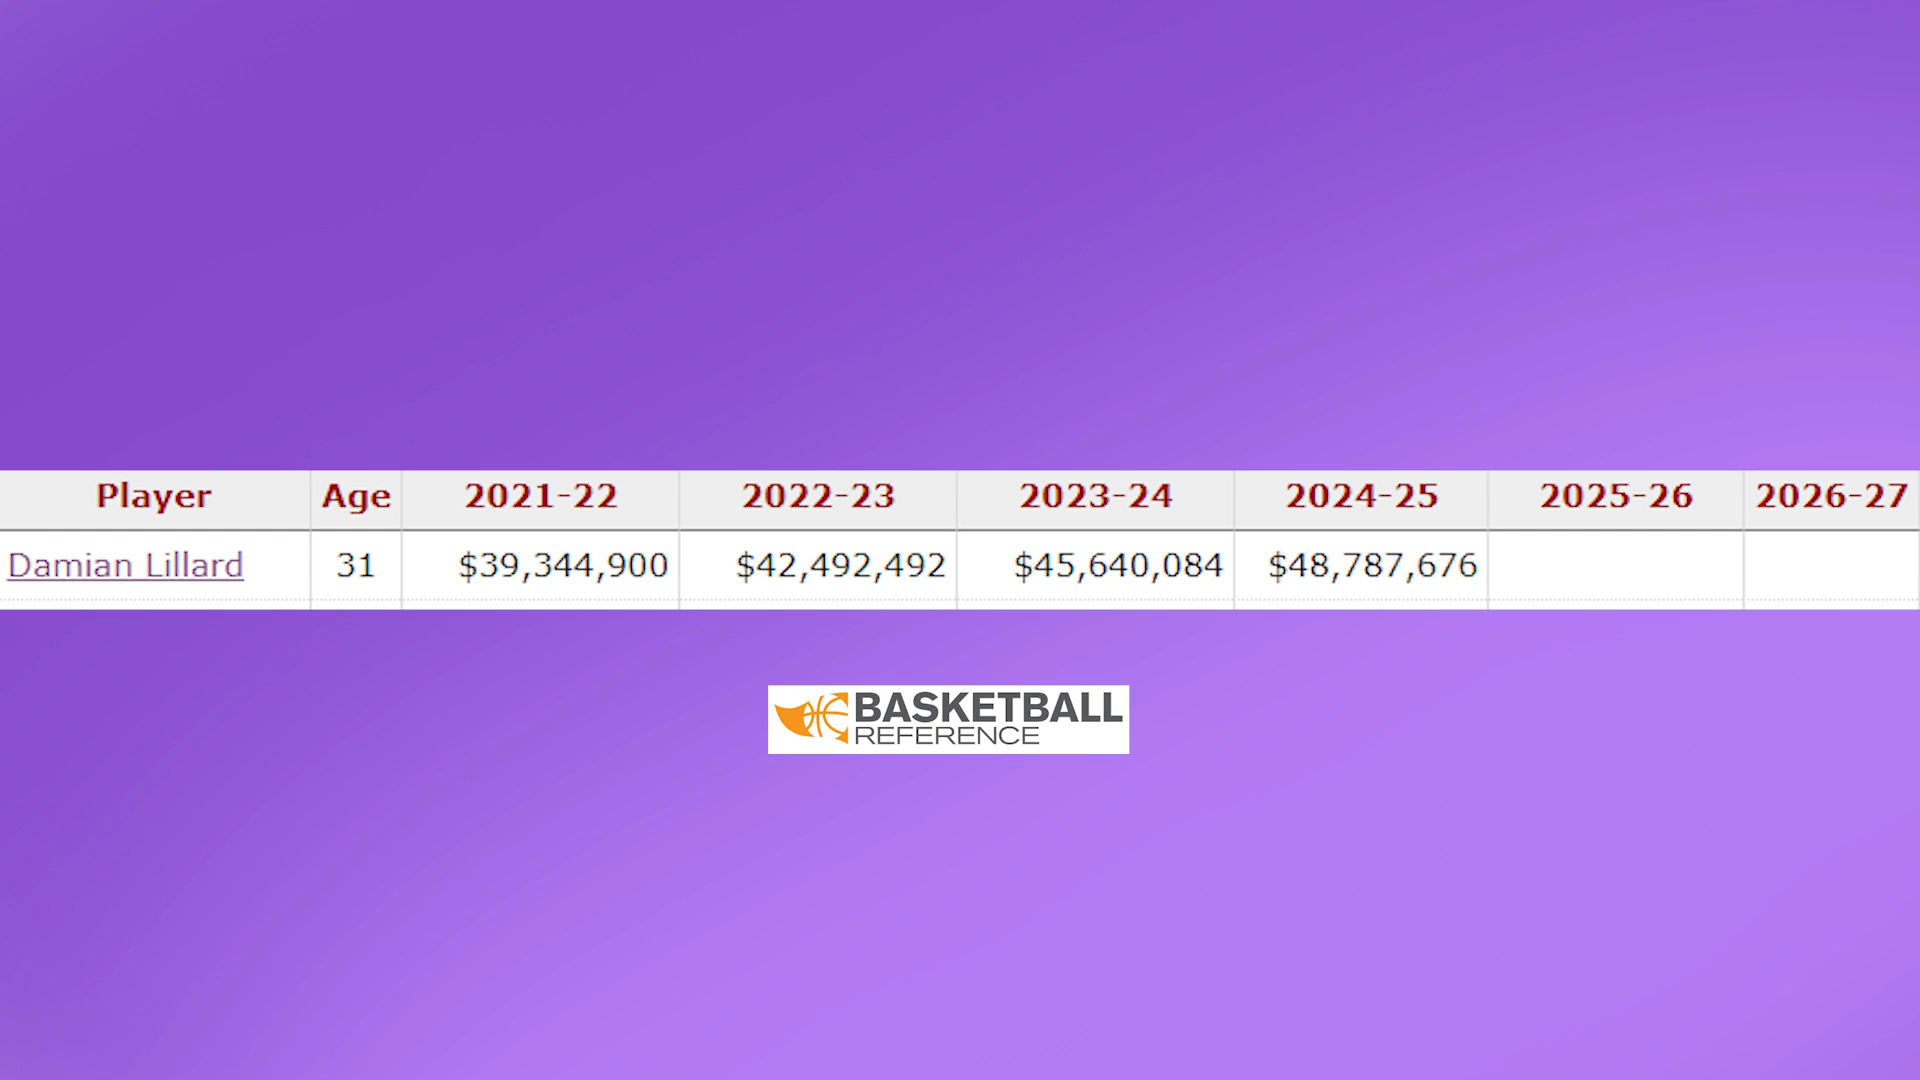 Player Age 2021-22 2022-23 2023-24 2024-25 2025-26 2026-27
Damian Lillard 31 $39,344,900 $42,492,492 $45,640,084 $48,787,676
BASKETBALL
REFERENCE